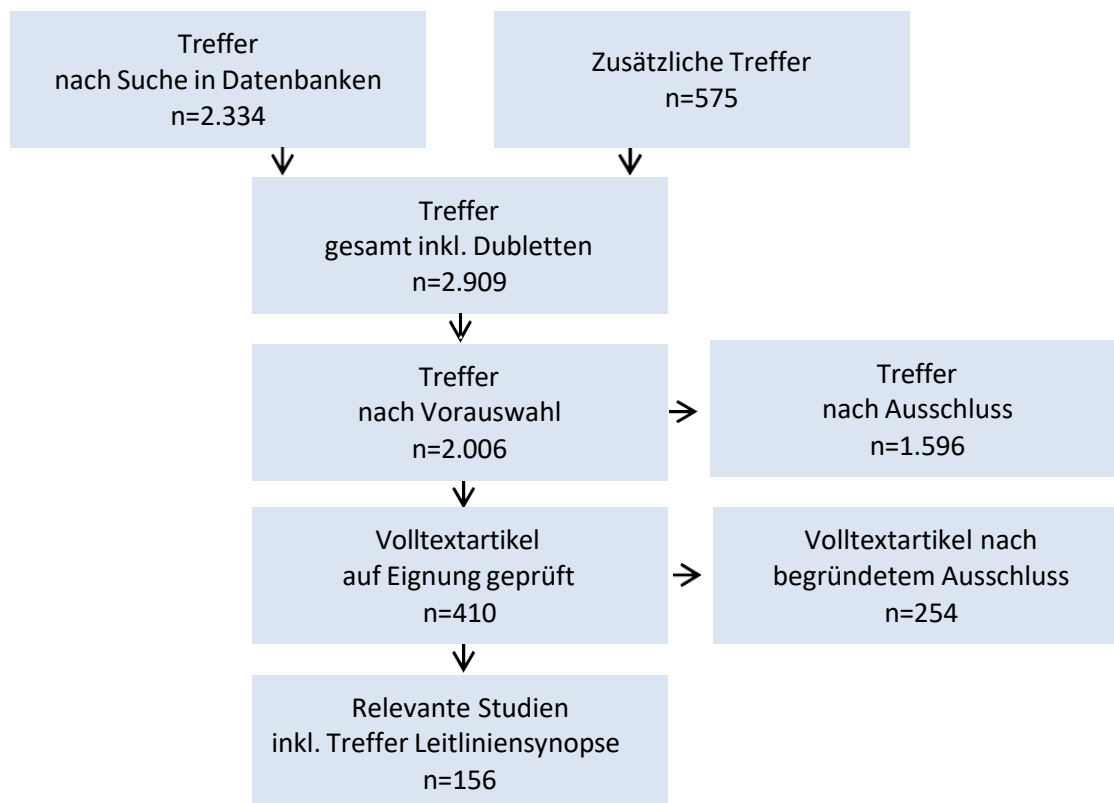 Treffer
nach Suche in Datenbanken
n=2.334
Zusätzliche Treffer
n=575
Treffer
gesamt inkl. Dubletten
n=2.909
Treffer
nach Vorauswahl
n=2.006
Treffer
nach Ausschluss
n=1.596
Volltextartikel
auf Eignung geprüft
n=410
Volltextartikel nach
begründetem Ausschluss
n=254
Relevante Studien
inkl. Treffer Leitliniensynopse
n=156